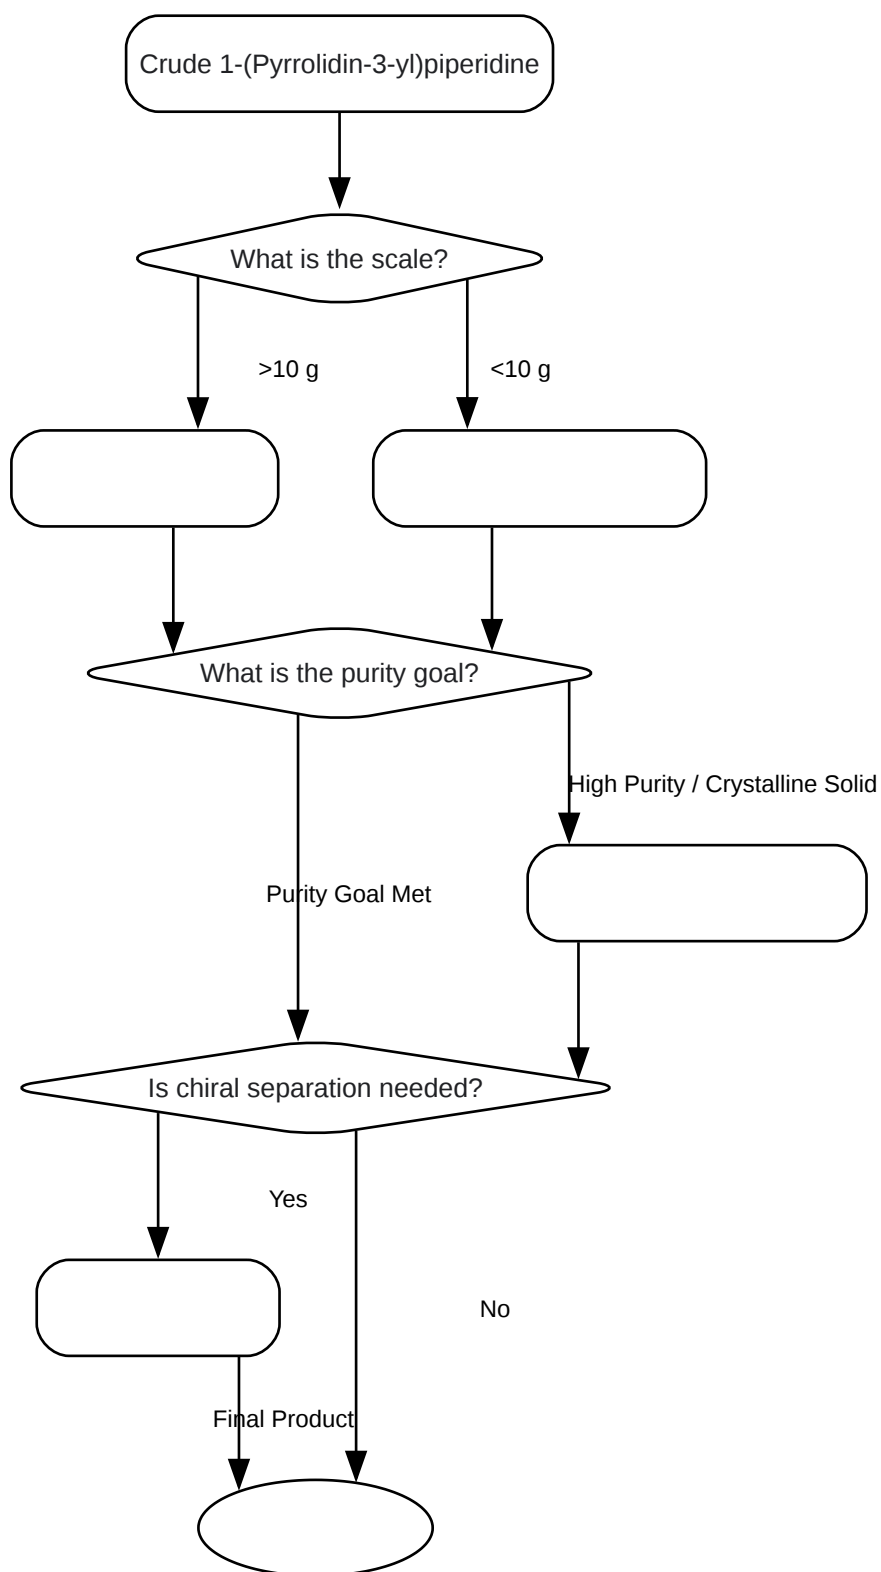 Crude 1-(Pyrrolidin-3-yl)piperidine
What is the scale?
>10 g
<10 g
What is the purity goal?
High Purity / Crystalline Solid
Purity Goal Met
Is chiral separation needed?
Yes
No
Final Product